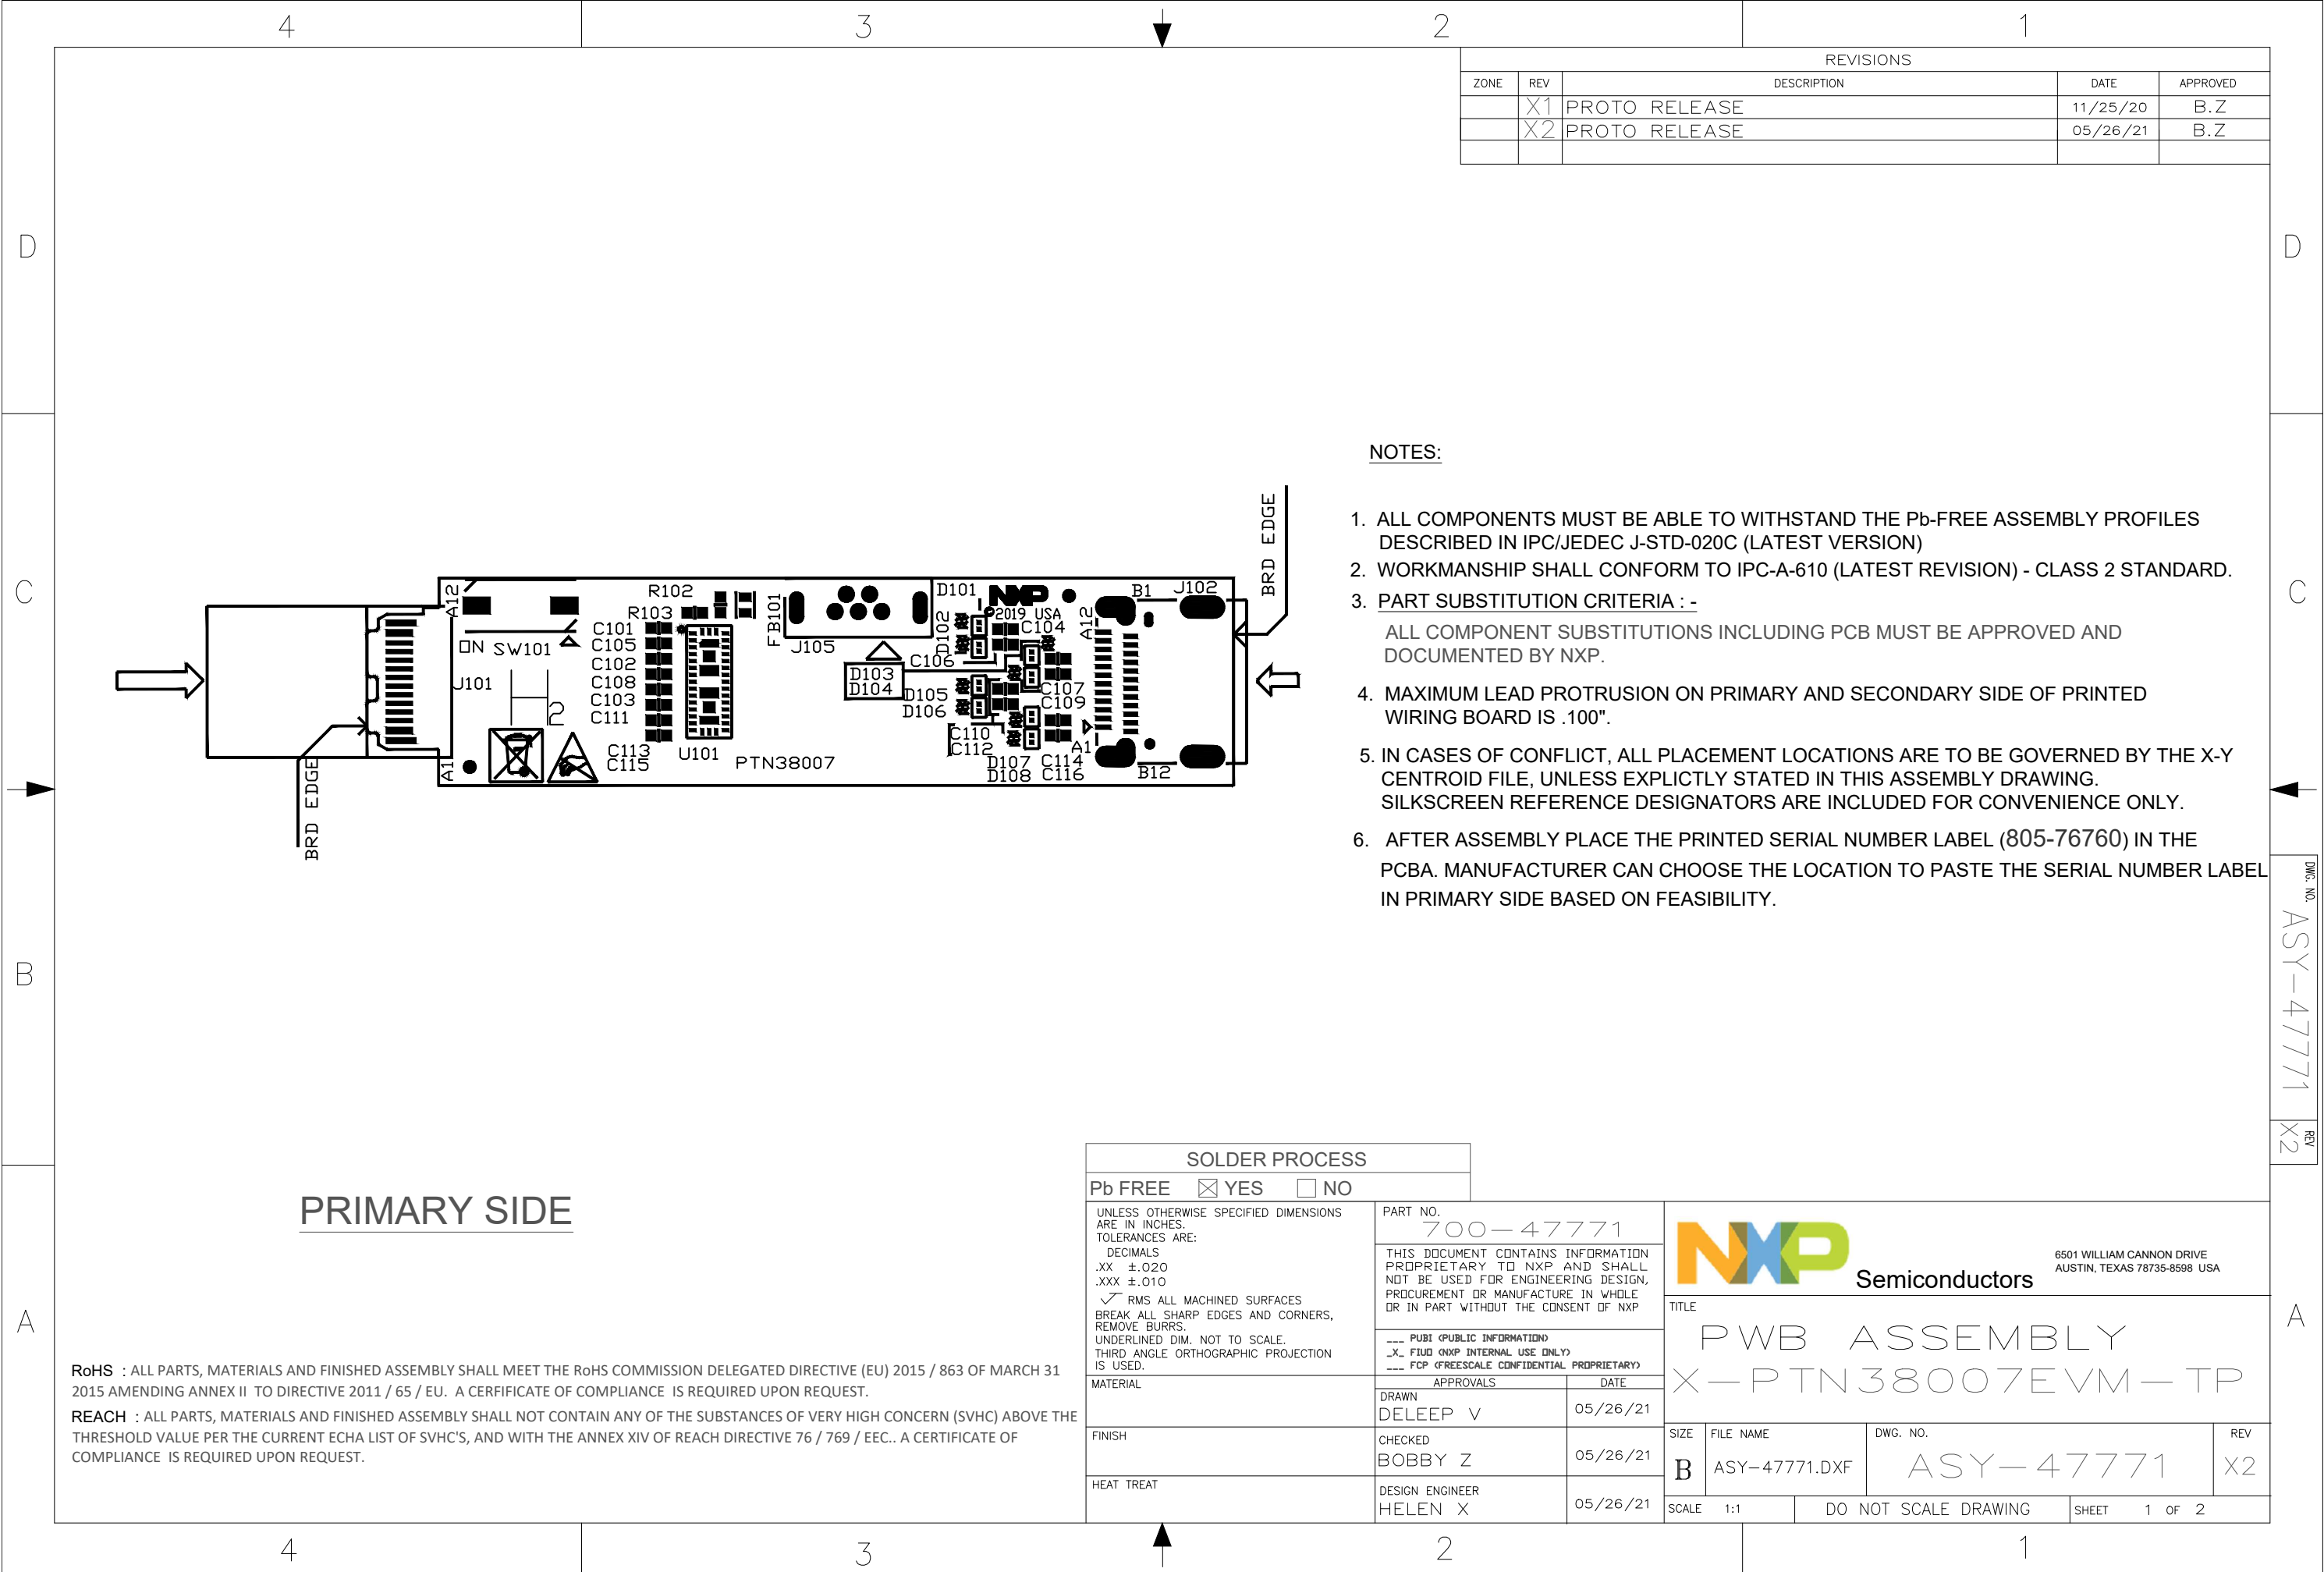 4 3 2 1
REVISIONS
ZONE REV DESCRIPTION DATE APPROVED
X1 PROTO RELEASE 11/25/20 B.Z
X2 PROTO RELEASE 05/26/21 B.Z
D D
C C
B
A A
NOTES:
1. ALL COMPONENTS MUST BE ABLE TO WITHSTAND THE Pb-FREE ASSEMBLY PROFILES
DESCRIBED IN IPC/JEDEC J-STD-020C (LATEST VERSION)
2. WORKMANSHIP SHALL CONFORM TO IPC-A-610 (LATEST REVISION) - CLASS 2 STANDARD.
3. PART SUBSTITUTION CRITERIA : -
ALL COMPONENT SUBSTITUTIONS INCLUDING PCB MUST BE APPROVED AND
DOCUMENTED BY NXP.
4. MAXIMUM LEAD PROTRUSION ON PRIMARY AND SECONDARY SIDE OF PRINTED
WIRING BOARD IS .100".
5. IN CASES OF CONFLICT, ALL PLACEMENT LOCATIONS ARE TO BE GOVERNED BY THE X-Y
CENTROID FILE, UNLESS EXPLICTLY STATED IN THIS ASSEMBLY DRAWING.
SILKSCREEN REFERENCE DESIGNATORS ARE INCLUDED FOR CONVENIENCE ONLY.
6. AFTER ASSEMBLY PLACE THE PRINTED SERIAL NUMBER LABEL (805-76760) IN THE
PCBA. MANUFACTURER CAN CHOOSE THE LOCATION TO PASTE THE SERIAL NUMBER LABEL
IN PRIMARY SIDE BASED ON FEASIBILITY.
BRD EDGE
BRD EDGE
A12
ON SW101
J101
A1
H2
R102
R103
C101
C105
C102
C108
C103
C111
C113
C115
U101
PTN38007
FB101
J105
D101
D102
NXP
©2019 USA
C104
C106
D103
D104
D105
D106
C107
C109
C110
C112
D107
D108
C114
C116
A12
A1
B1
J102
B12
DWG. NO.
ASY-47771
REV
X2
PRIMARY SIDE
RoHS : ALL PARTS, MATERIALS AND FINISHED ASSEMBLY SHALL MEET THE RoHS COMMISSION DELEGATED DIRECTIVE (EU) 2015 / 863 OF MARCH 31
2015 AMENDING ANNEX II TO DIRECTIVE 2011 / 65 / EU. A CERFIFICATE OF COMPLIANCE IS REQUIRED UPON REQUEST.
REACH : ALL PARTS, MATERIALS AND FINISHED ASSEMBLY SHALL NOT CONTAIN ANY OF THE SUBSTANCES OF VERY HIGH CONCERN (SVHC) ABOVE THE
THRESHOLD VALUE PER THE CURRENT ECHA LIST OF SVHC'S, AND WITH THE ANNEX XIV OF REACH DIRECTIVE 76 / 769 / EEC.. A CERTIFICATE OF
COMPLIANCE IS REQUIRED UPON REQUEST.
SOLDER PROCESS
Pb FREE YES NO
UNLESS OTHERWISE SPECIFIED DIMENSIONS
ARE IN INCHES.
TOLERANCES ARE:
DECIMALS
.XX ±.020
.XXX ±.010
RMS ALL MACHINED SURFACES
BREAK ALL SHARP EDGES AND CORNERS,
REMOVE BURRS.
UNDERLINED DIM. NOT TO SCALE.
THIRD ANGLE ORTHOGRAPHIC PROJECTION
IS USED.
MATERIAL
FINISH
HEAT TREAT
PART NO.
700-47771
THIS DOCUMENT CONTAINS INFORMATION
PROPRIETARY TO NXP AND SHALL
NOT BE USED FOR ENGINEERING DESIGN,
PROCUREMENT OR MANUFACTURE IN WHOLE
OR IN PART WITHOUT THE CONSENT OF NXP
___ PUBI (PUBLIC INFORMATION)
_X_ FIUO (NXP INTERNAL USE ONLY)
___ FCP (FREESCALE CONFIDENTIAL PROPRIETARY)
APPROVALS DATE
DRAWN
DELEEP V 05/26/21
CHECKED
BOBBY Z 05/26/21
DESIGN ENGINEER
HELEN X 05/26/21
NXP
Semiconductors
6501 WILLIAM CANNON DRIVE
AUSTIN, TEXAS 78735-8598 USA
TITLE
PWB ASSEMBLY
X-PTN38007EVM-TP
SIZE FILE NAME DWG. NO. REV
B ASY-47771.DXF ASY-47771 X2
SCALE 1:1 DO NOT SCALE DRAWING SHEET 1 OF 2
4 3 2 1